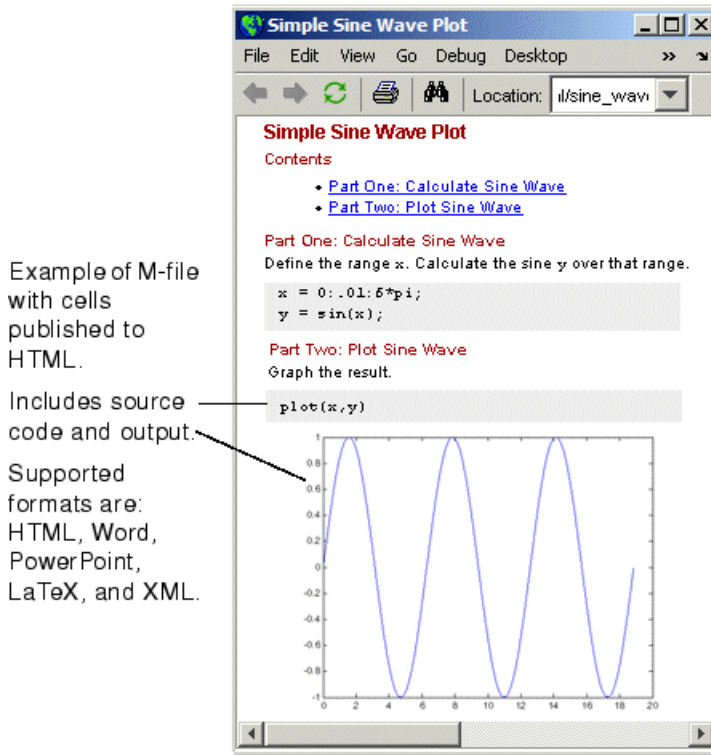 Simple Sine Wave Plot
File Edit View Go Debug Desktop »
Location: ıl/sine_wavı
Simple Sine Wave Plot
Contents
• Part One: Calculate Sine Wave
• Part Two: Plot Sine Wave
Part One: Calculate Sine Wave
Define the range x. Calculate the sine y over that range.
x = 0:.01:6*pi;
y = sin(x);
Part Two: Plot Sine Wave
Graph the result.
plot(x,y)
1
0.8
0.6
0.4
0.2
0
-0.2
-0.4
-0.6
-0.8
-1
0 2 4 6 8 10 12 14 16 18 20
Example of M-file
with cells
published to
HTML.
Includes source
code and output.
Supported
formats are:
HTML, Word,
PowerPoint,
LaTeX, and XML.